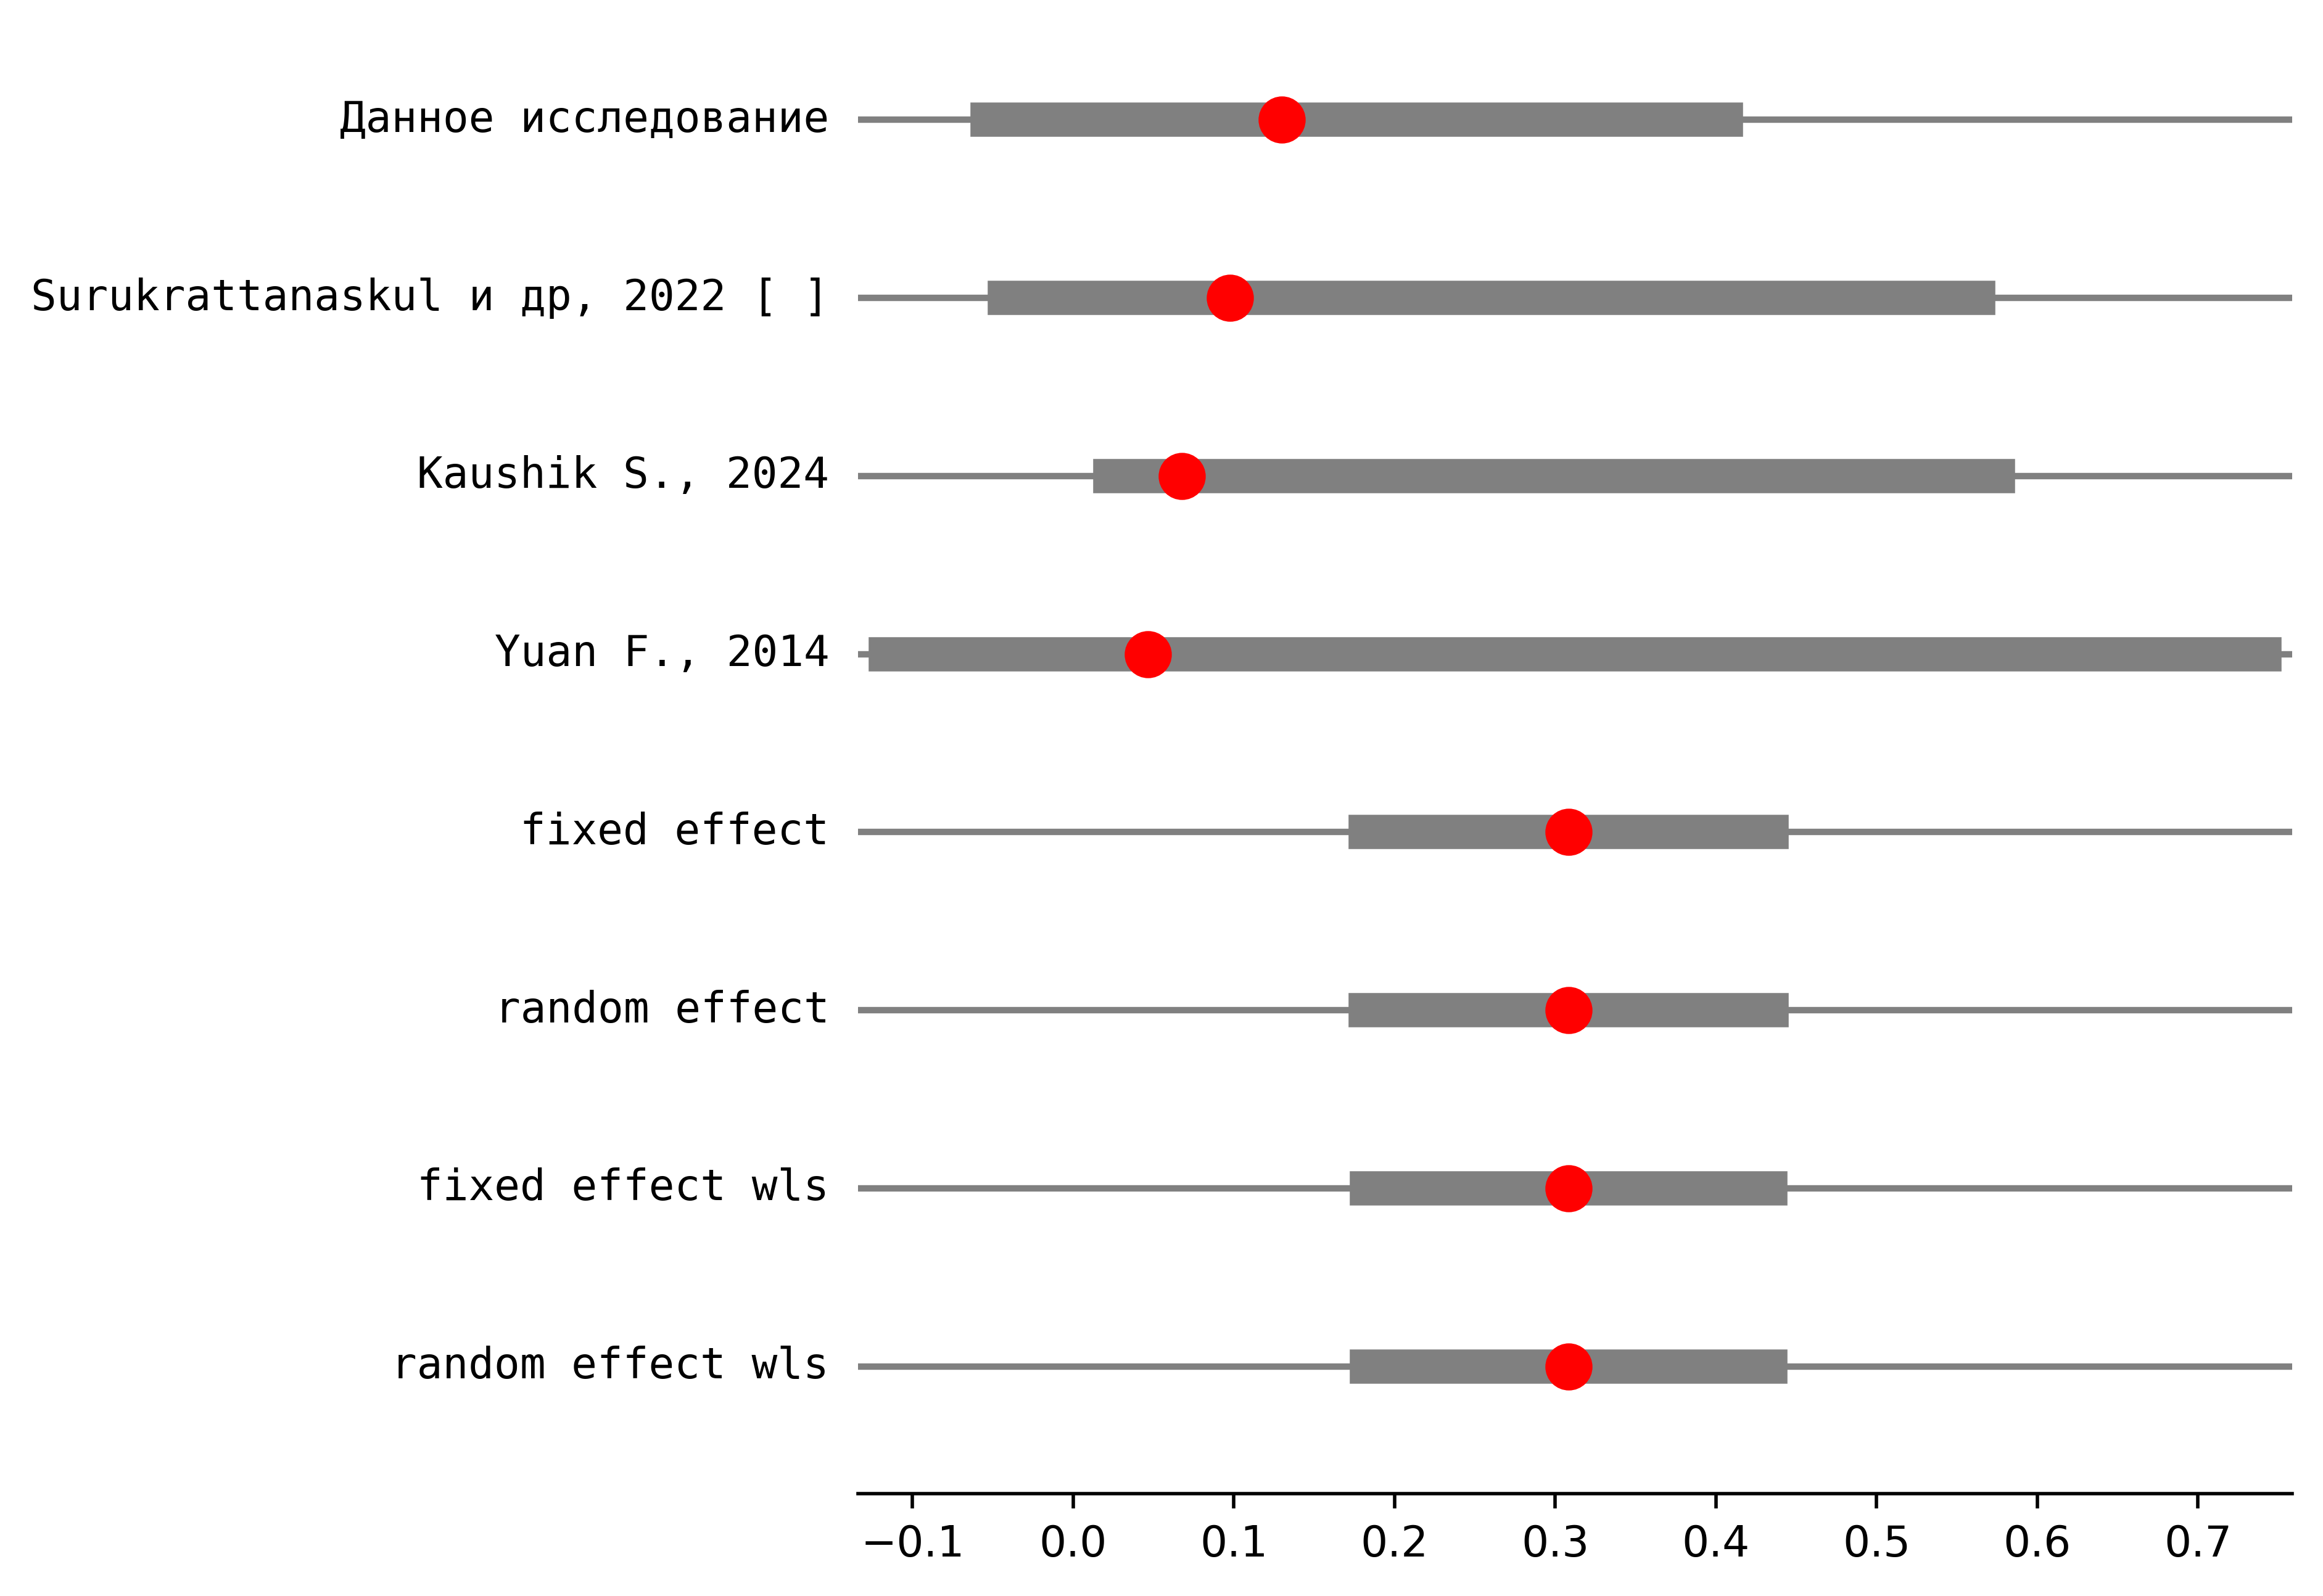 Данное исследование
Surukrattanaskul и др, 2022 [ ]
Kaushik S., 2024
Yuan F., 2014
fixed effect
random effect
fixed effect wls
random effect wls
−0.1 0.0 0.1 0.2 0.3 0.4 0.5 0.6 0.7